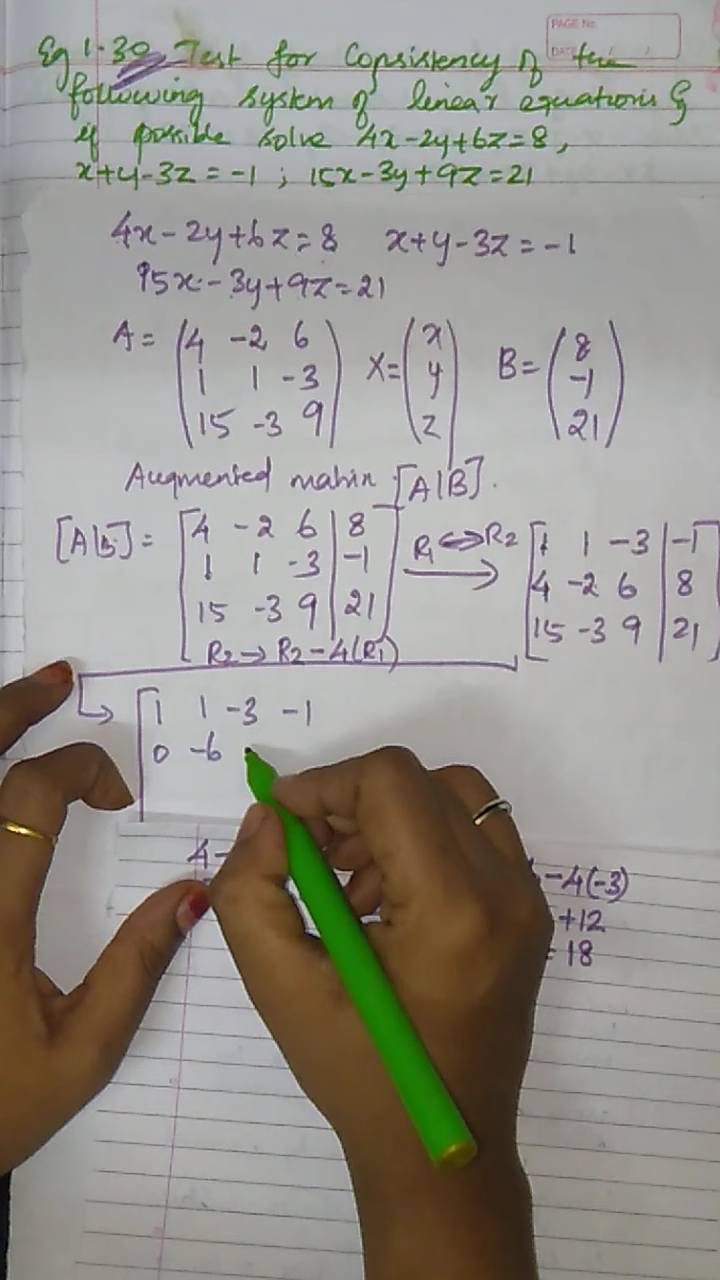 PAGE No.
DATE / /
Eg 1.30 Test for Consistency of the
following system of linear equations &
if possible solve 4x-2y+6z=8,
x+y-3z=-1 ; 15x-3y+9z=21
4x-2y+6z=8 x+y-3z=-1
15x-3y+9z=21
A= (4 -2 6 X= (x B= (8
1 1 -3 y -1
15 -3 9) z) 21)
Augmented matrix [A|B].
[A|B]= [4 -2 6 | 8 R1↔R2 [1 1 -3 | -1
1 1 -3 | -1 → 4 -2 6 | 8
15 -3 9 | 21] 15 -3 9 | 21]
R2→R2-4(R1)
→ [1 1 -3 -1
0 -6
4- -4(-3)
+12
= 18